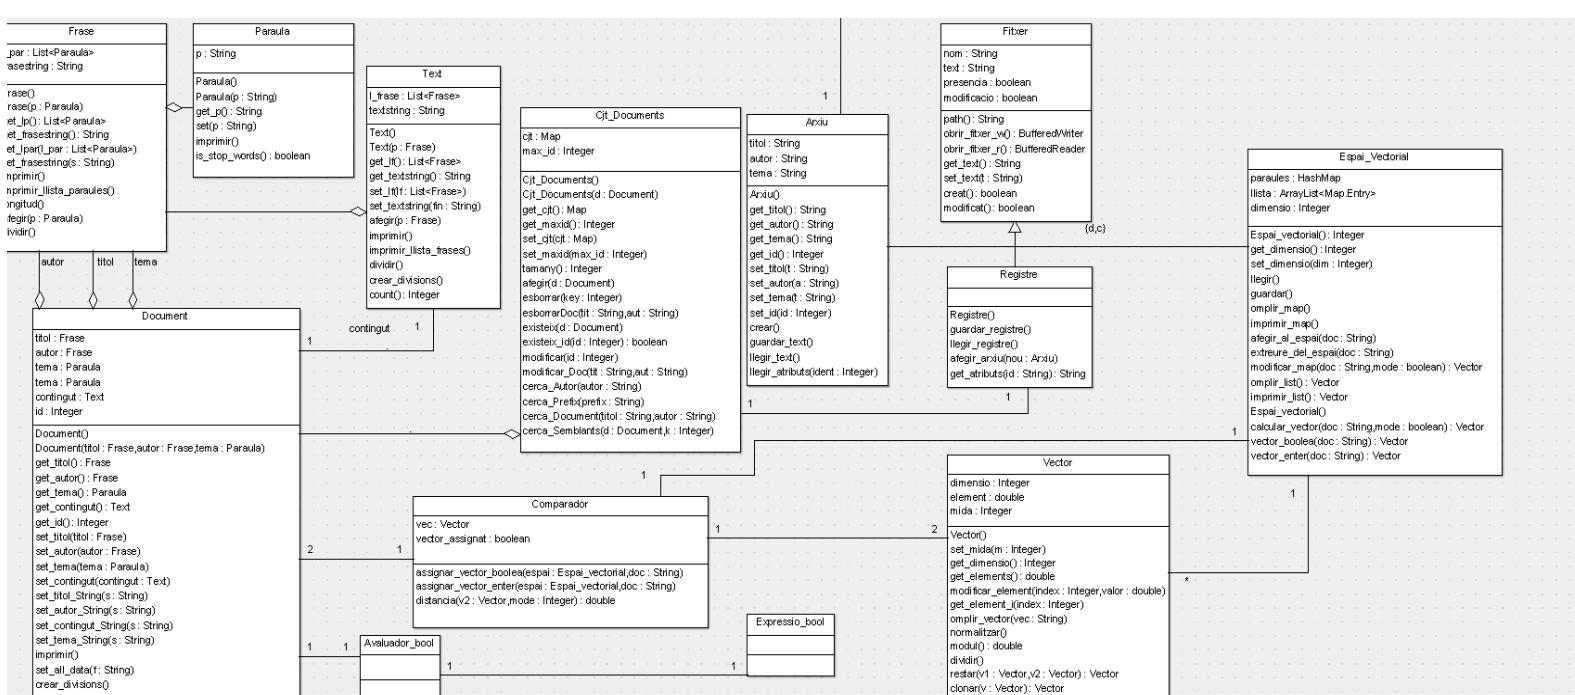 Frase
_par : List<Paraula>
rasestring : String
rase()
rase(p : Paraula)
et_lp() : List<Paraula>
et_frasestring() : String
et_lpar(l_par : List<Paraula>)
et_frasestring(s : String)
mprimir()
mprimir_llista_paraules()
ongitud()
afegir(p : Paraula)
ividir()
Paraula
p : String
Paraula()
Paraula(p : String)
get_p() : String
set(p : String)
imprimir()
is_stop_words() : boolean
Text
l_frase : List<Frase>
textstring : String
Text()
Text(p : Frase)
get_lf() : List<Frase>
get_textstring() : String
set_lf(lf : List<Frase>)
set_textstring(fin : String)
afegir(p : Frase)
imprimir()
imprimir_llista_frases()
dividir()
crear_divisions()
count() : Integer
Cjt_Documents
cjt : Map
max_id : Integer
Cjt_Documents()
Cjt_Documents(d : Document)
get_cjt() : Map
get_maxid() : Integer
set_cjt(cjt : Map)
set_maxid(max_id : Integer)
tamany() : Integer
afegir(d : Document)
esborrar(key : Integer)
esborrarDoc(tit : String,aut : String)
existeix(d : Document)
existeix_id(id : Integer) : boolean
modificar(id : Integer)
modificar_Doc(tit : String,aut : String)
cerca_Autor(autor : String)
cerca_Prefix(prefix : String)
cerca_Document(titol : String,autor : String)
cerca_Semblants(d : Document,k : Integer)
1
Arxiu
titol : String
autor : String
tema : String
Arxiu()
get_titol() : String
get_autor() : String
get_tema() : String
get_id() : Integer
set_titol(t : String)
set_autor(a : String)
set_tema(t : String)
set_id(id : Integer)
crear()
guardar_text()
llegir_text()
llegir_atributs(ident : Integer)
Fitxer
nom : String
text : String
presencia : boolean
modificacio : boolean
path() : String
obrir_fitxer_w() : BufferedWriter
obrir_fitxer_r() : BufferedReader
get_text() : String
set_text(t : String)
creat() : boolean
modificat() : boolean
{d,c}
Registre
Registre()
guardar_registre()
llegir_registre()
afegir_arxiu(nou : Arxiu)
get_atributs(id : String) : String
1
1
Espai_Vectorial
paraules : HashMap
llista : ArrayList<Map.Entry>
dimensio : Integer
Espai_vectorial() : Integer
get_dimensio() : Integer
set_dimensio(dim : Integer)
llegir()
guardar()
omplir_map()
imprimir_map()
afegir_al_espai(doc : String)
extreure_del_espai(doc : String)
modificar_map(doc : String,mode : boolean) : Vector
omplir_list() : Vector
imprimir_list() : Vector
Espai_vectorial()
calcular_vector(doc : String,mode : boolean) : Vector
vector_boolea(doc : String) : Vector
vector_enter(doc : String) : Vector
1
1
autor
titol
tema
contingut
1
1
Document
titol : Frase
autor : Frase
tema : Paraula
tema : Paraula
contingut : Text
id : Integer
Document()
Document(titol : Frase,autor : Frase,tema : Paraula)
get_titol() : Frase
get_autor() : Frase
get_tema() : Paraula
get_contingut() : Text
get_id() : Integer
set_titol(titol : Frase)
set_autor(autor : Frase)
set_tema(tema : Paraula)
set_contingut(contingut : Text)
set_titol_String(s : String)
set_autor_String(s : String)
set_contingut_String(s : String)
set_tema_String(s : String)
imprimir()
set_all_data(f : String)
crear_divisions()
2
1
1
Comparador
vec : Vector
vector_assignat : boolean
assignar_vector_boolea(espai : Espai_vectorial,doc : String)
assignar_vector_enter(espai : Espai_vectorial,doc : String)
distancia(v2 : Vector,mode : Integer) : double
1
2
Vector
dimensio : Integer
element : double
mida : Integer
Vector()
set_mida(m : Integer)
get_dimensio() : Integer
get_elements() : double
modificar_element(index : Integer,valor : double)
get_element_i(index : Integer)
omplir_vector(vec : String)
normalitzar()
modul() : double
dividir()
restar(v1 : Vector,v2 : Vector) : Vector
clonar(v : Vector) : Vector
*
1
1
Avaluador_bool
1
1
Expressio_bool